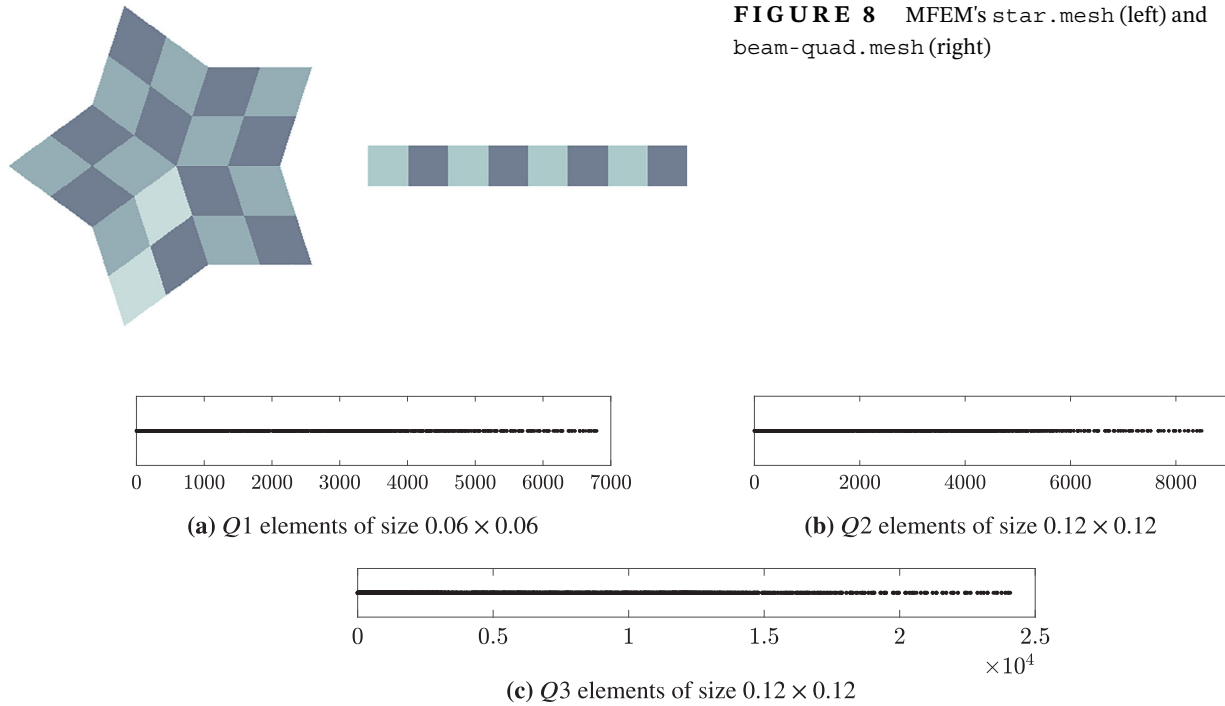 FIGURE 8 MFEM's star.mesh (left) and
beam-quad.mesh (right)
0 1000 2000 3000 4000 5000 6000 7000
(a) Q1 elements of size 0.06 × 0.06
0 2000 4000 6000 8000
(b) Q2 elements of size 0.12 × 0.12
0 0.5 1 1.5 2 2.5
×10⁴
(c) Q3 elements of size 0.12 × 0.12